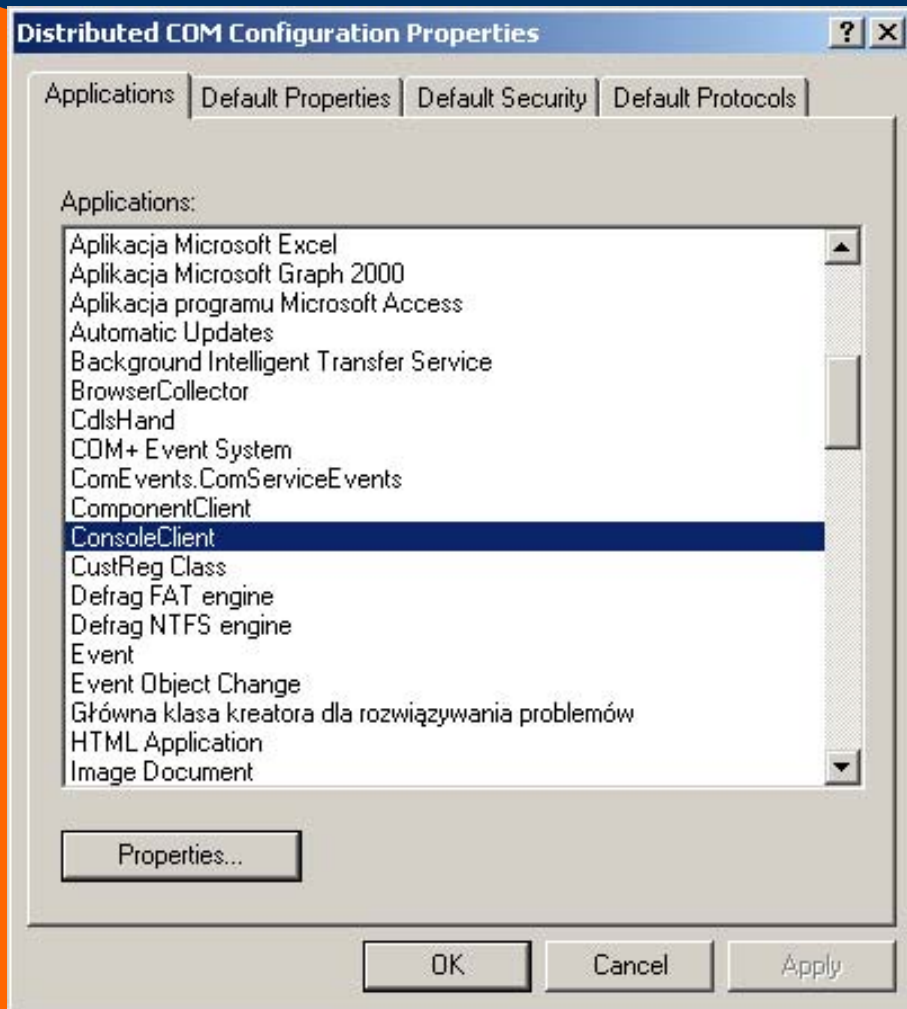 Distributed COM Configuration Properties
Applications Default Properties Default Security Default Protocols
Applications:
Aplikacja Microsoft Excel
Aplikacja Microsoft Graph 2000
Aplikacja programu Microsoft Access
Automatic Updates
Background Intelligent Transfer Service
BrowserCollector
CdlsHand
COM+ Event System
ComEvents.ComServiceEvents
ComponentClient
ConsoleClient
CustReg Class
Defrag FAT engine
Defrag NTFS engine
Event
Event Object Change
Główna klasa kreatora dla rozwiązywania problemów
HTML Application
Image Document
Properties...
OK Cancel Apply